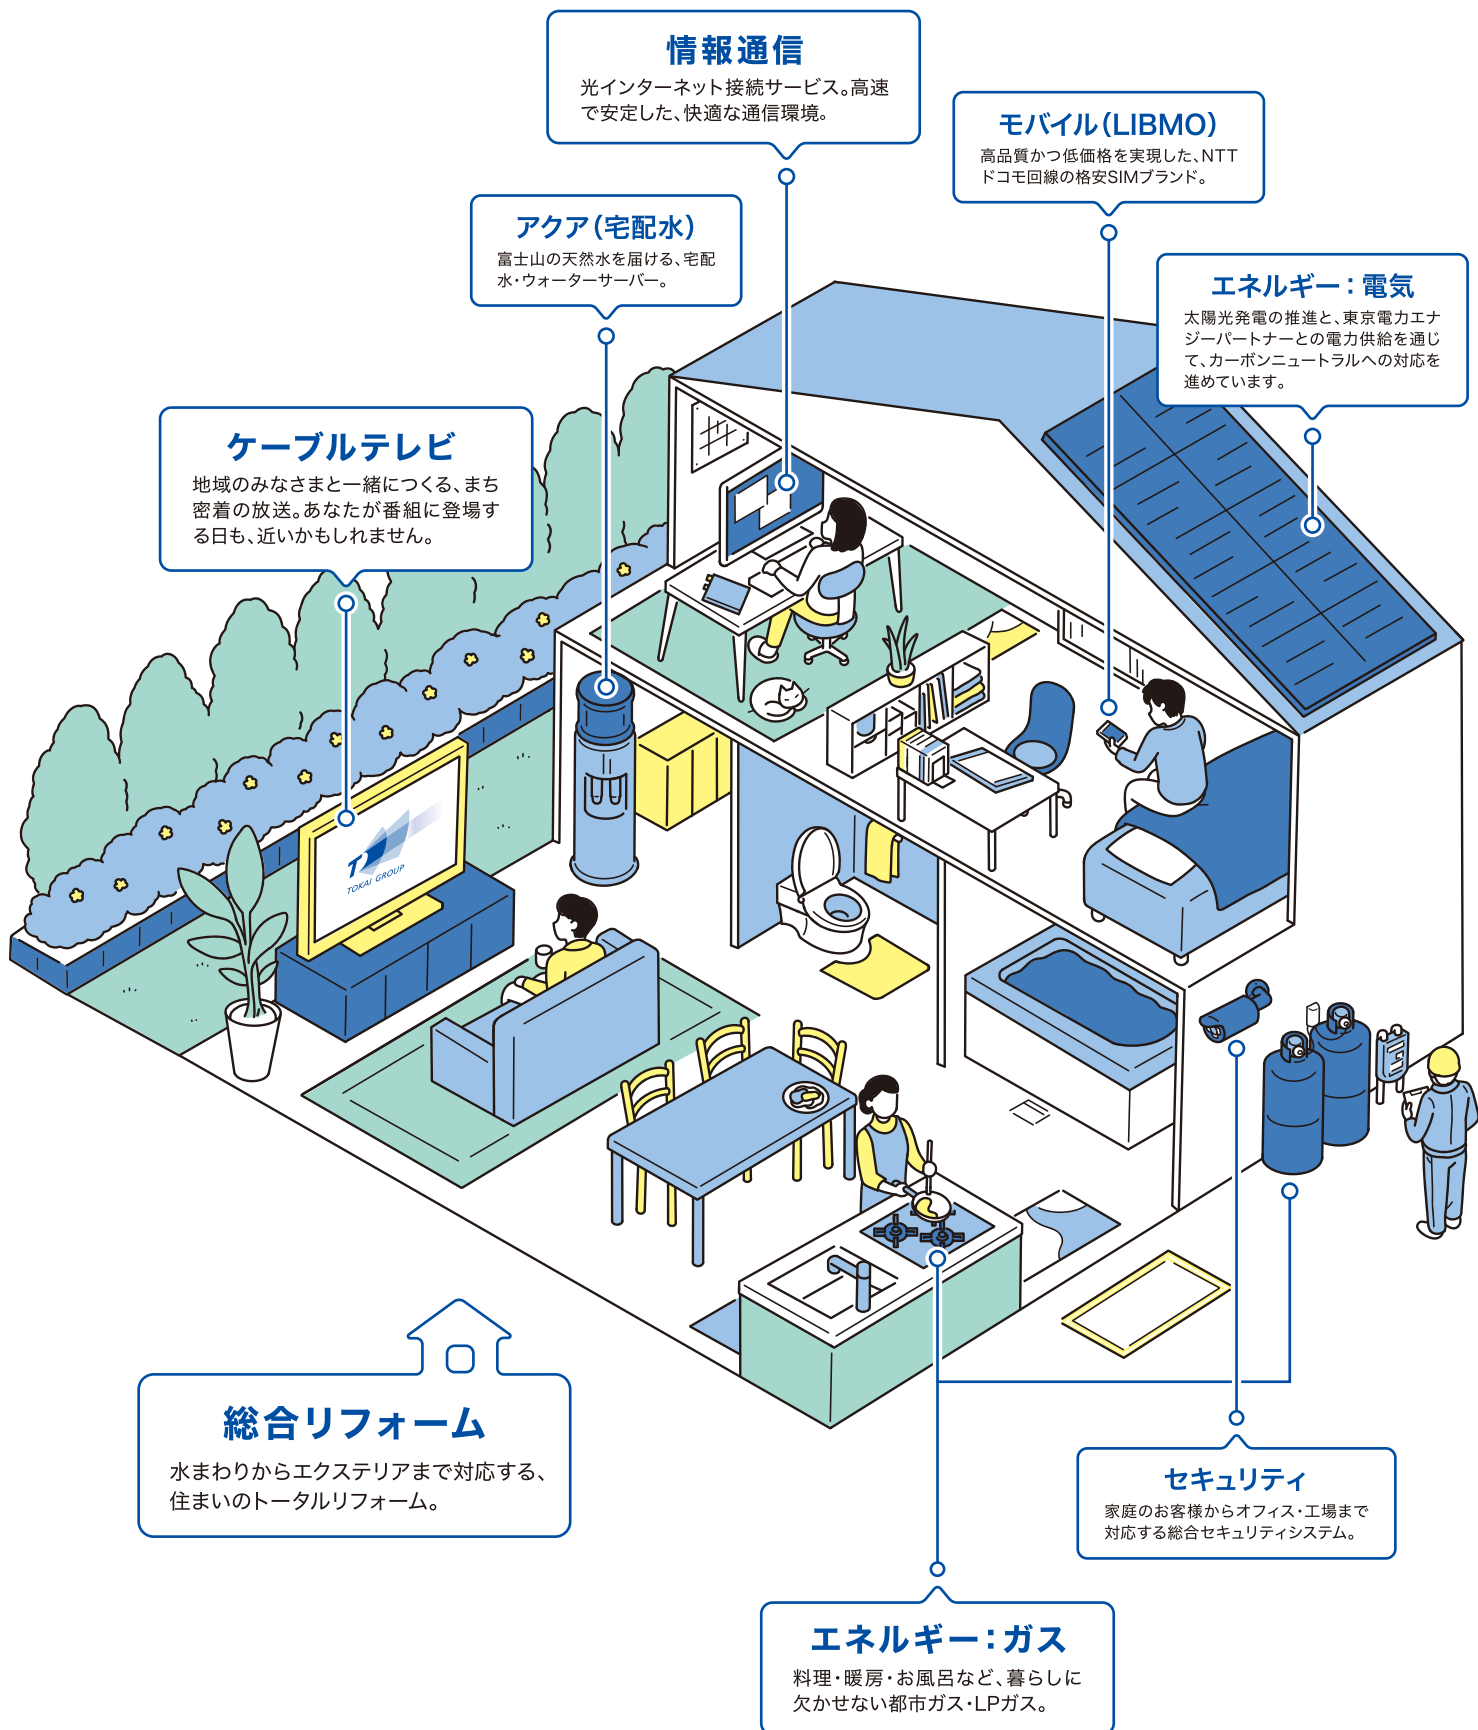 情報通信
光インターネット接続サービス。高速
で安定した、快適な通信環境。
モバイル(LIBMO)
高品質かつ低価格を実現した、NTT
ドコモ回線の格安SIMブランド。
アクア(宅配水)
富士山の天然水を届ける、宅配
水・ウォーターサーバー。
エネルギー:電気
太陽光発電の推進と、東京電力エナ
ジーパートナーとの電力供給を通じ
て、カーボンニュートラルへの対応を
進めています。
ケーブルテレビ
地域のみなさまと一緒につくる、まち
密着の放送。あなたが番組に登場す
る日も、近いかもしれません。
TOKAI GROUP
総合リフォーム
水まわりからエクステリアまで対応する、
住まいのトータルリフォーム。
セキュリティ
家庭のお客様からオフィス・工場まで
対応する総合セキュリティシステム。
エネルギー:ガス
料理・暖房・お風呂など、暮らしに
欠かせない都市ガス・LPガス。